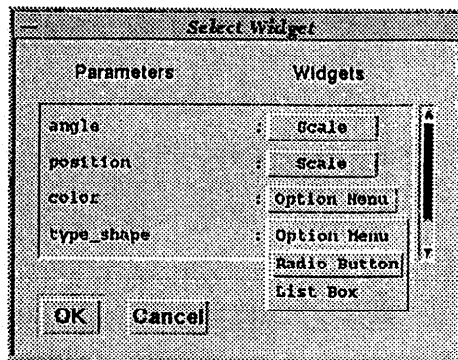 Select Widget
Parameters Widgets
angle : Scale
position : Scale
color : Option Menu
type_shape : Option Menu
Radio Button
List Box
OK Cancel